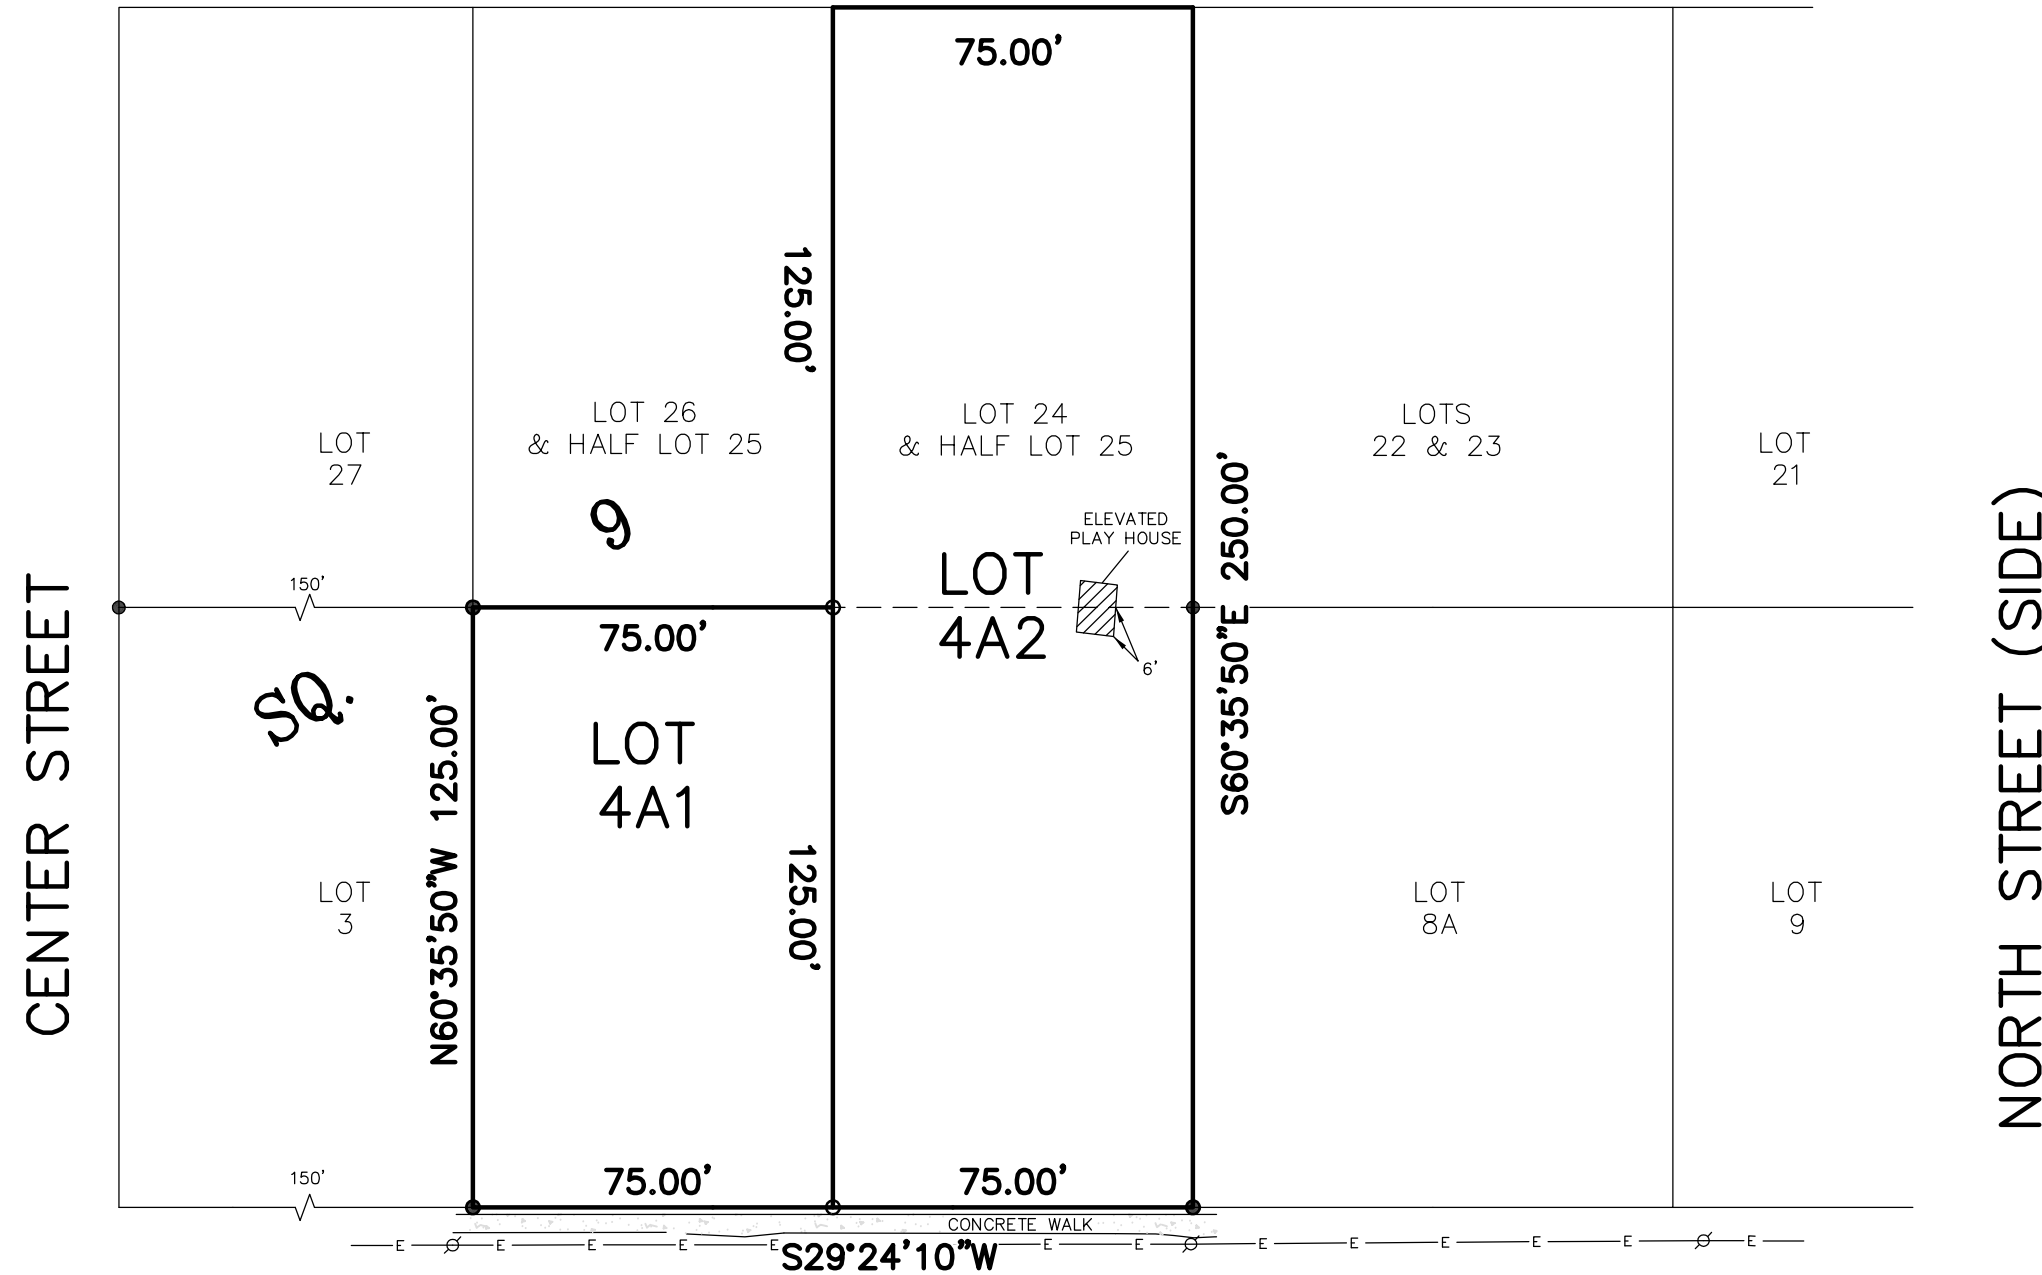 75.00'
125.00'
LOT 26
& HALF LOT 25
LOT 24
& HALF LOT 25
LOTS
22 & 23
LOT
27
LOT
21
9
ELEVATED
PLAY HOUSE
LOT
4A2
S60°35'50"E 250.00'
6'
150'
75.00'
SQ.
CENTER STREET
NORTH STREET (SIDE)
LOT
4A1
N60°35'50"W 125.00'
125.00'
LOT
3
LOT
8A
LOT
9
150'
75.00'
75.00'
CONCRETE WALK
E E E E E E E E E E E E E
S29°24'10"W